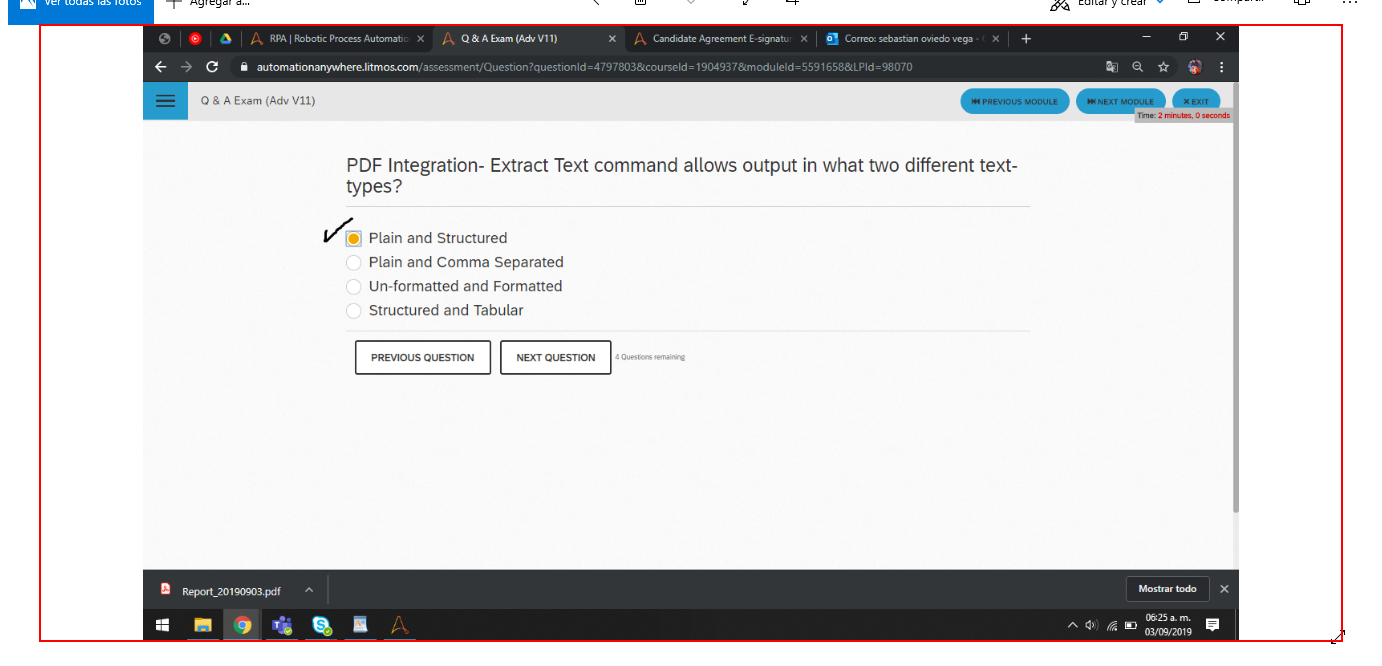 Ver todas las fotos
Agregar a...
Editar y crear
RPA | Robotic Process Automatio
Q & A Exam (Adv V11)
Candidate Agreement E-signatur
Correo: sebastian oviedo vega -
automationanywhere.litmos.com/assessment/Question?questionId=4797803&courseId=1904937&moduleId=5591658&LPId=98070
Q & A Exam (Adv V11)
PREVIOUS MODULE
NEXT MODULE
EXIT
Time: 2 minutes, 0 seconds
PDF Integration- Extract Text command allows output in what two different text-
types?
Plain and Structured
Plain and Comma Separated
Un-formatted and Formatted
Structured and Tabular
PREVIOUS QUESTION
NEXT QUESTION
4 Questions remaining
Report_20190903.pdf
Mostrar todo
06:25 a. m.
03/09/2019